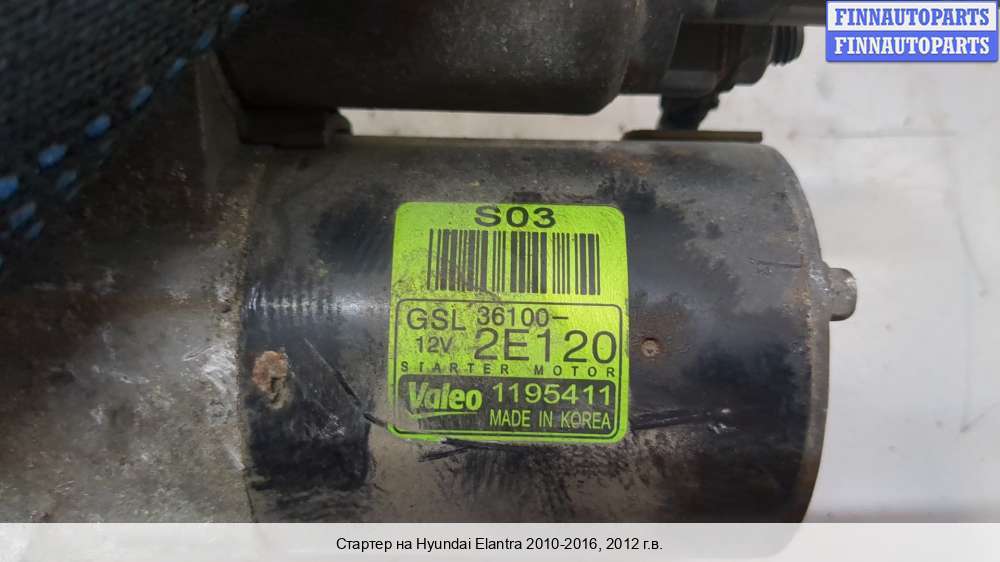 FINNAUTOPARTS
FINNAUTOPARTS
S03
GSL 36100-
12V 2E120
STARTER MOTOR
Valeo 1195411
MADE IN KOREA
Стартер на Hyundai Elantra 2010-2016, 2012 г.в.